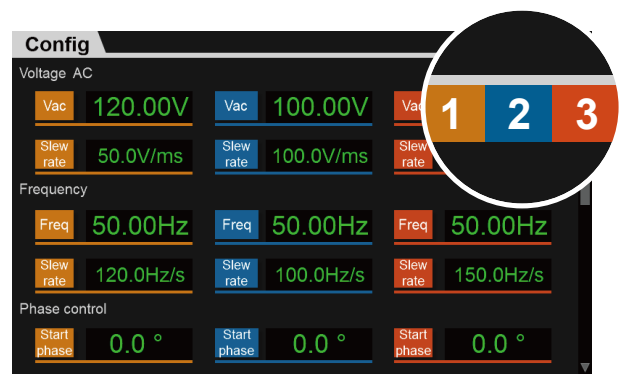 Config
Voltage AC
1 2 3
Vac 120.00V Vac 100.00V
Slew rate 50.0V/ms Slew rate 100.0V/ms Slew rate
Frequency
Freq 50.00Hz Freq 50.00Hz Freq 50.00Hz
Slew rate 120.0Hz/s Slew rate 100.0Hz/s Slew rate 150.0Hz/s
Phase control
Start phase 0.0 ° Start phase 0.0 ° Start phase 0.0 °